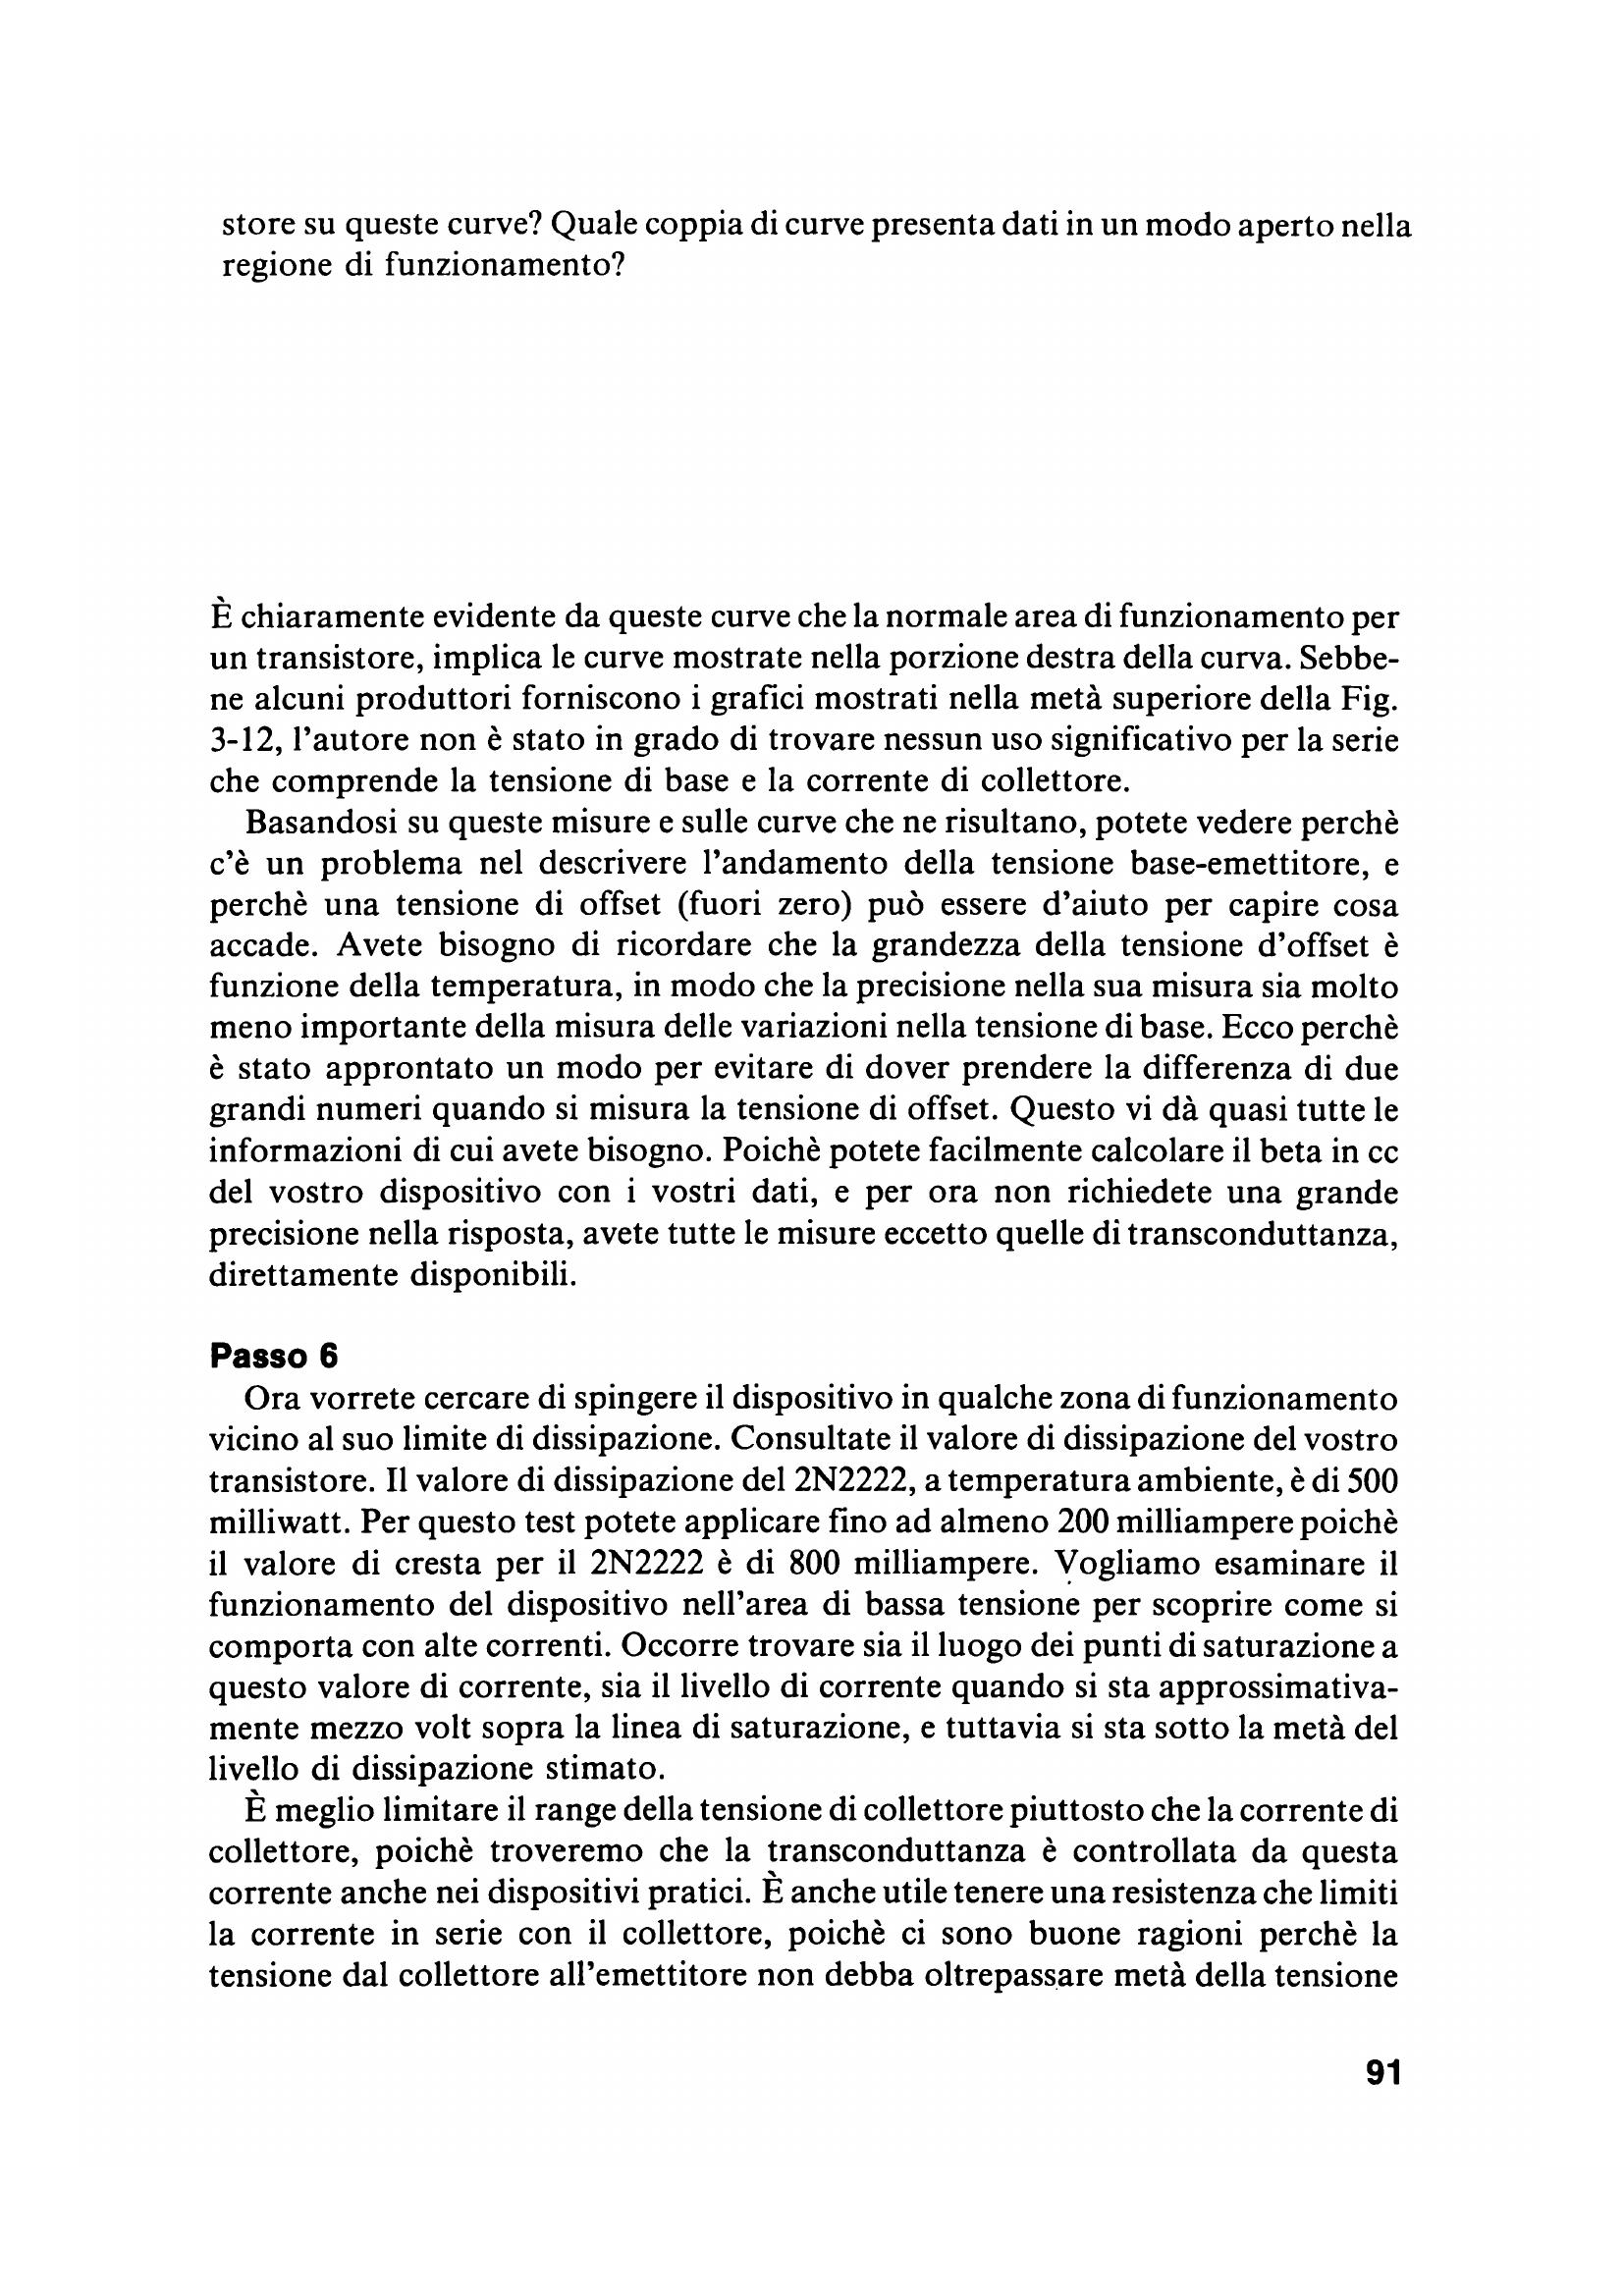 store su queste curve? Quale coppia di curve presenta dati in un modo aperto nella
regione di funzionamento?
È chiaramente evidente da queste curve che la normale area di funzionamento per
un transistore, implica le curve mostrate nella porzione destra della curva. Sebbe-
ne alcuni produttori forniscono i grafici mostrati nella metà superiore della Fig.
3-12, l'autore non è stato in grado di trovare nessun uso significativo per la serie
che comprende la tensione di base e la corrente di collettore.
Basandosi su queste misure e sulle curve che ne risultano, potete vedere perchè
c'è un problema nel descrivere l'andamento della tensione base-emettitore, e
perchè una tensione di offset (fuori zero) può essere d'aiuto per capire cosa
accade. Avete bisogno di ricordare che la grandezza della tensione d'offset è
funzione della temperatura, in modo che la precisione nella sua misura sia molto
meno importante della misura delle variazioni nella tensione di base. Ecco perchè
è stato approntato un modo per evitare di dover prendere la differenza di due
grandi numeri quando si misura la tensione di offset. Questo vi dà quasi tutte le
informazioni di cui avete bisogno. Poichè potete facilmente calcolare il beta in cc
del vostro dispositivo con i vostri dati, e per ora non richiedete una grande
precisione nella risposta, avete tutte le misure eccetto quelle di transconduttanza,
direttamente disponibili.
Passo 6
Ora vorrete cercare di spingere il dispositivo in qualche zona di funzionamento
vicino al suo limite di dissipazione. Consultate il valore di dissipazione del vostro
transistore. Il valore di dissipazione del 2N2222, a temperatura ambiente, è di 500
milliwatt. Per questo test potete applicare fino ad almeno 200 milliampere poichè
il valore di cresta per il 2N2222 è di 800 milliampere. Vogliamo esaminare il
funzionamento del dispositivo nell'area di bassa tensione per scoprire come si
comporta con alte correnti. Occorre trovare sia il luogo dei punti di saturazione a
questo valore di corrente, sia il livello di corrente quando si sta approssimativa-
mente mezzo volt sopra la linea di saturazione, e tuttavia si sta sotto la metà del
livello di dissipazione stimato.
È meglio limitare il range della tensione di collettore piuttosto che la corrente di
collettore, poichè troveremo che la transconduttanza è controllata da questa
corrente anche nei dispositivi pratici. È anche utile tenere una resistenza che limiti
la corrente in serie con il collettore, poichè ci sono buone ragioni perchè la
tensione dal collettore all'emettitore non debba oltrepassare metà della tensione
91